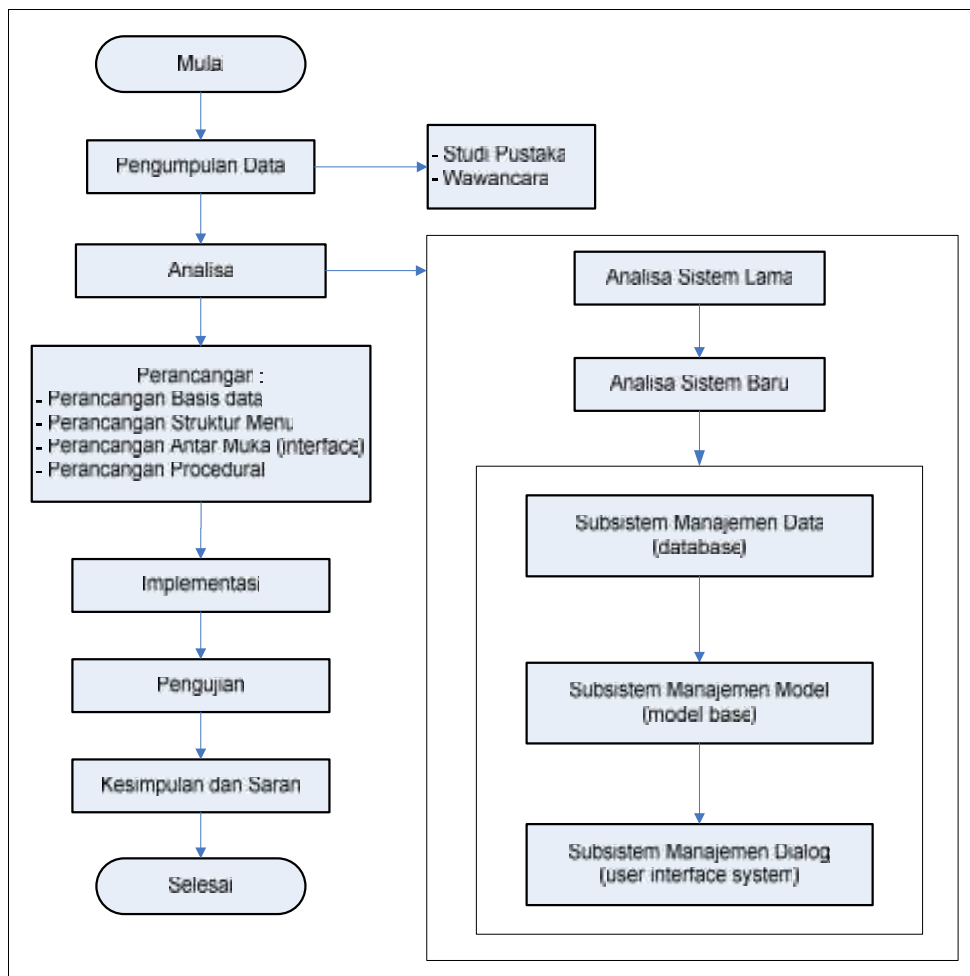 Mulai
Pengumpulan Data
- Studi Pustaka
- Wawancara
Analisa
Perancangan :
- Perancangan Basis data
- Perancangan Struktur Menu
- Perancangan Antar Muka (interface)
- Perancangan Procedural
Implementasi
Pengujian
Kesimpulan dan Saran
Selesai
Analisa Sistem Lama
Analisa Sistem Baru
Subsistem Manajemen Data
(database)
Subsistem Manajemen Model
(model base)
Subsistem Manajemen Dialog
(user interface system)